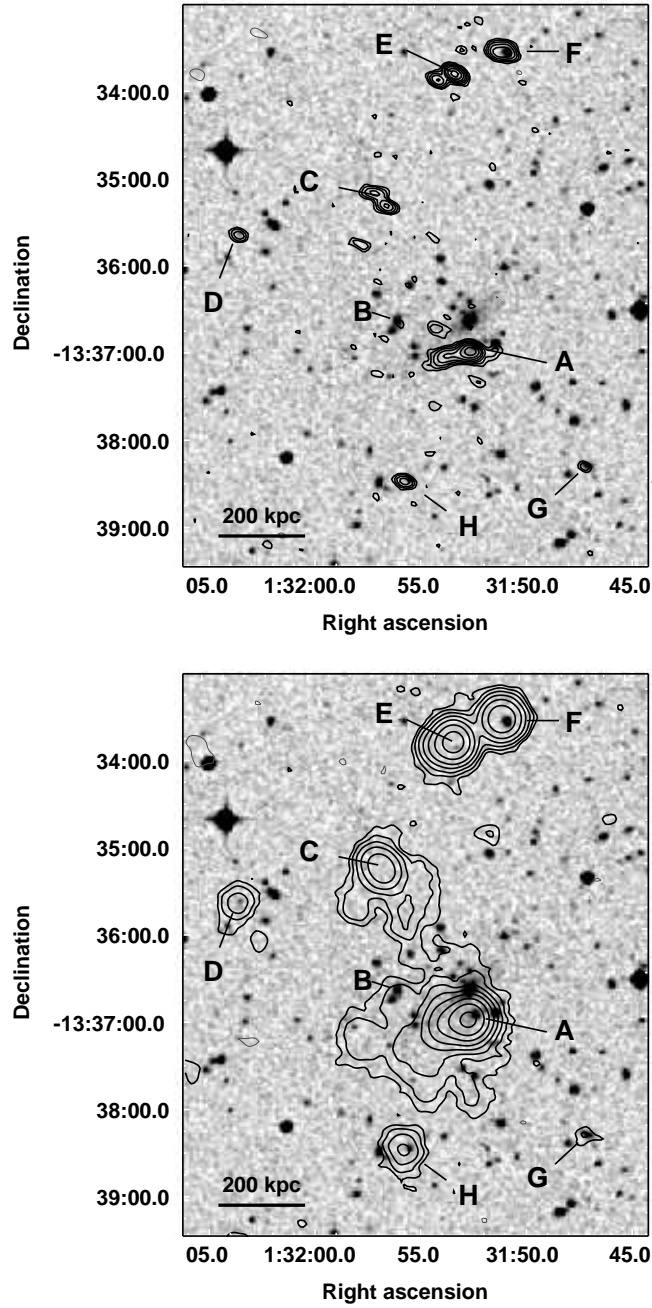 E
F
34:00.0
35:00.0
C
D
36:00.0
B
Declination
-13:37:00.0
A
38:00.0
G
H
200 kpc
39:00.0
05.0 1:32:00.0 55.0 31:50.0 45.0
Right ascension
E
F
34:00.0
35:00.0
C
D
36:00.0
B
Declination
-13:37:00.0
A
38:00.0
G
H
200 kpc
39:00.0
05.0 1:32:00.0 55.0 31:50.0 45.0
Right ascension